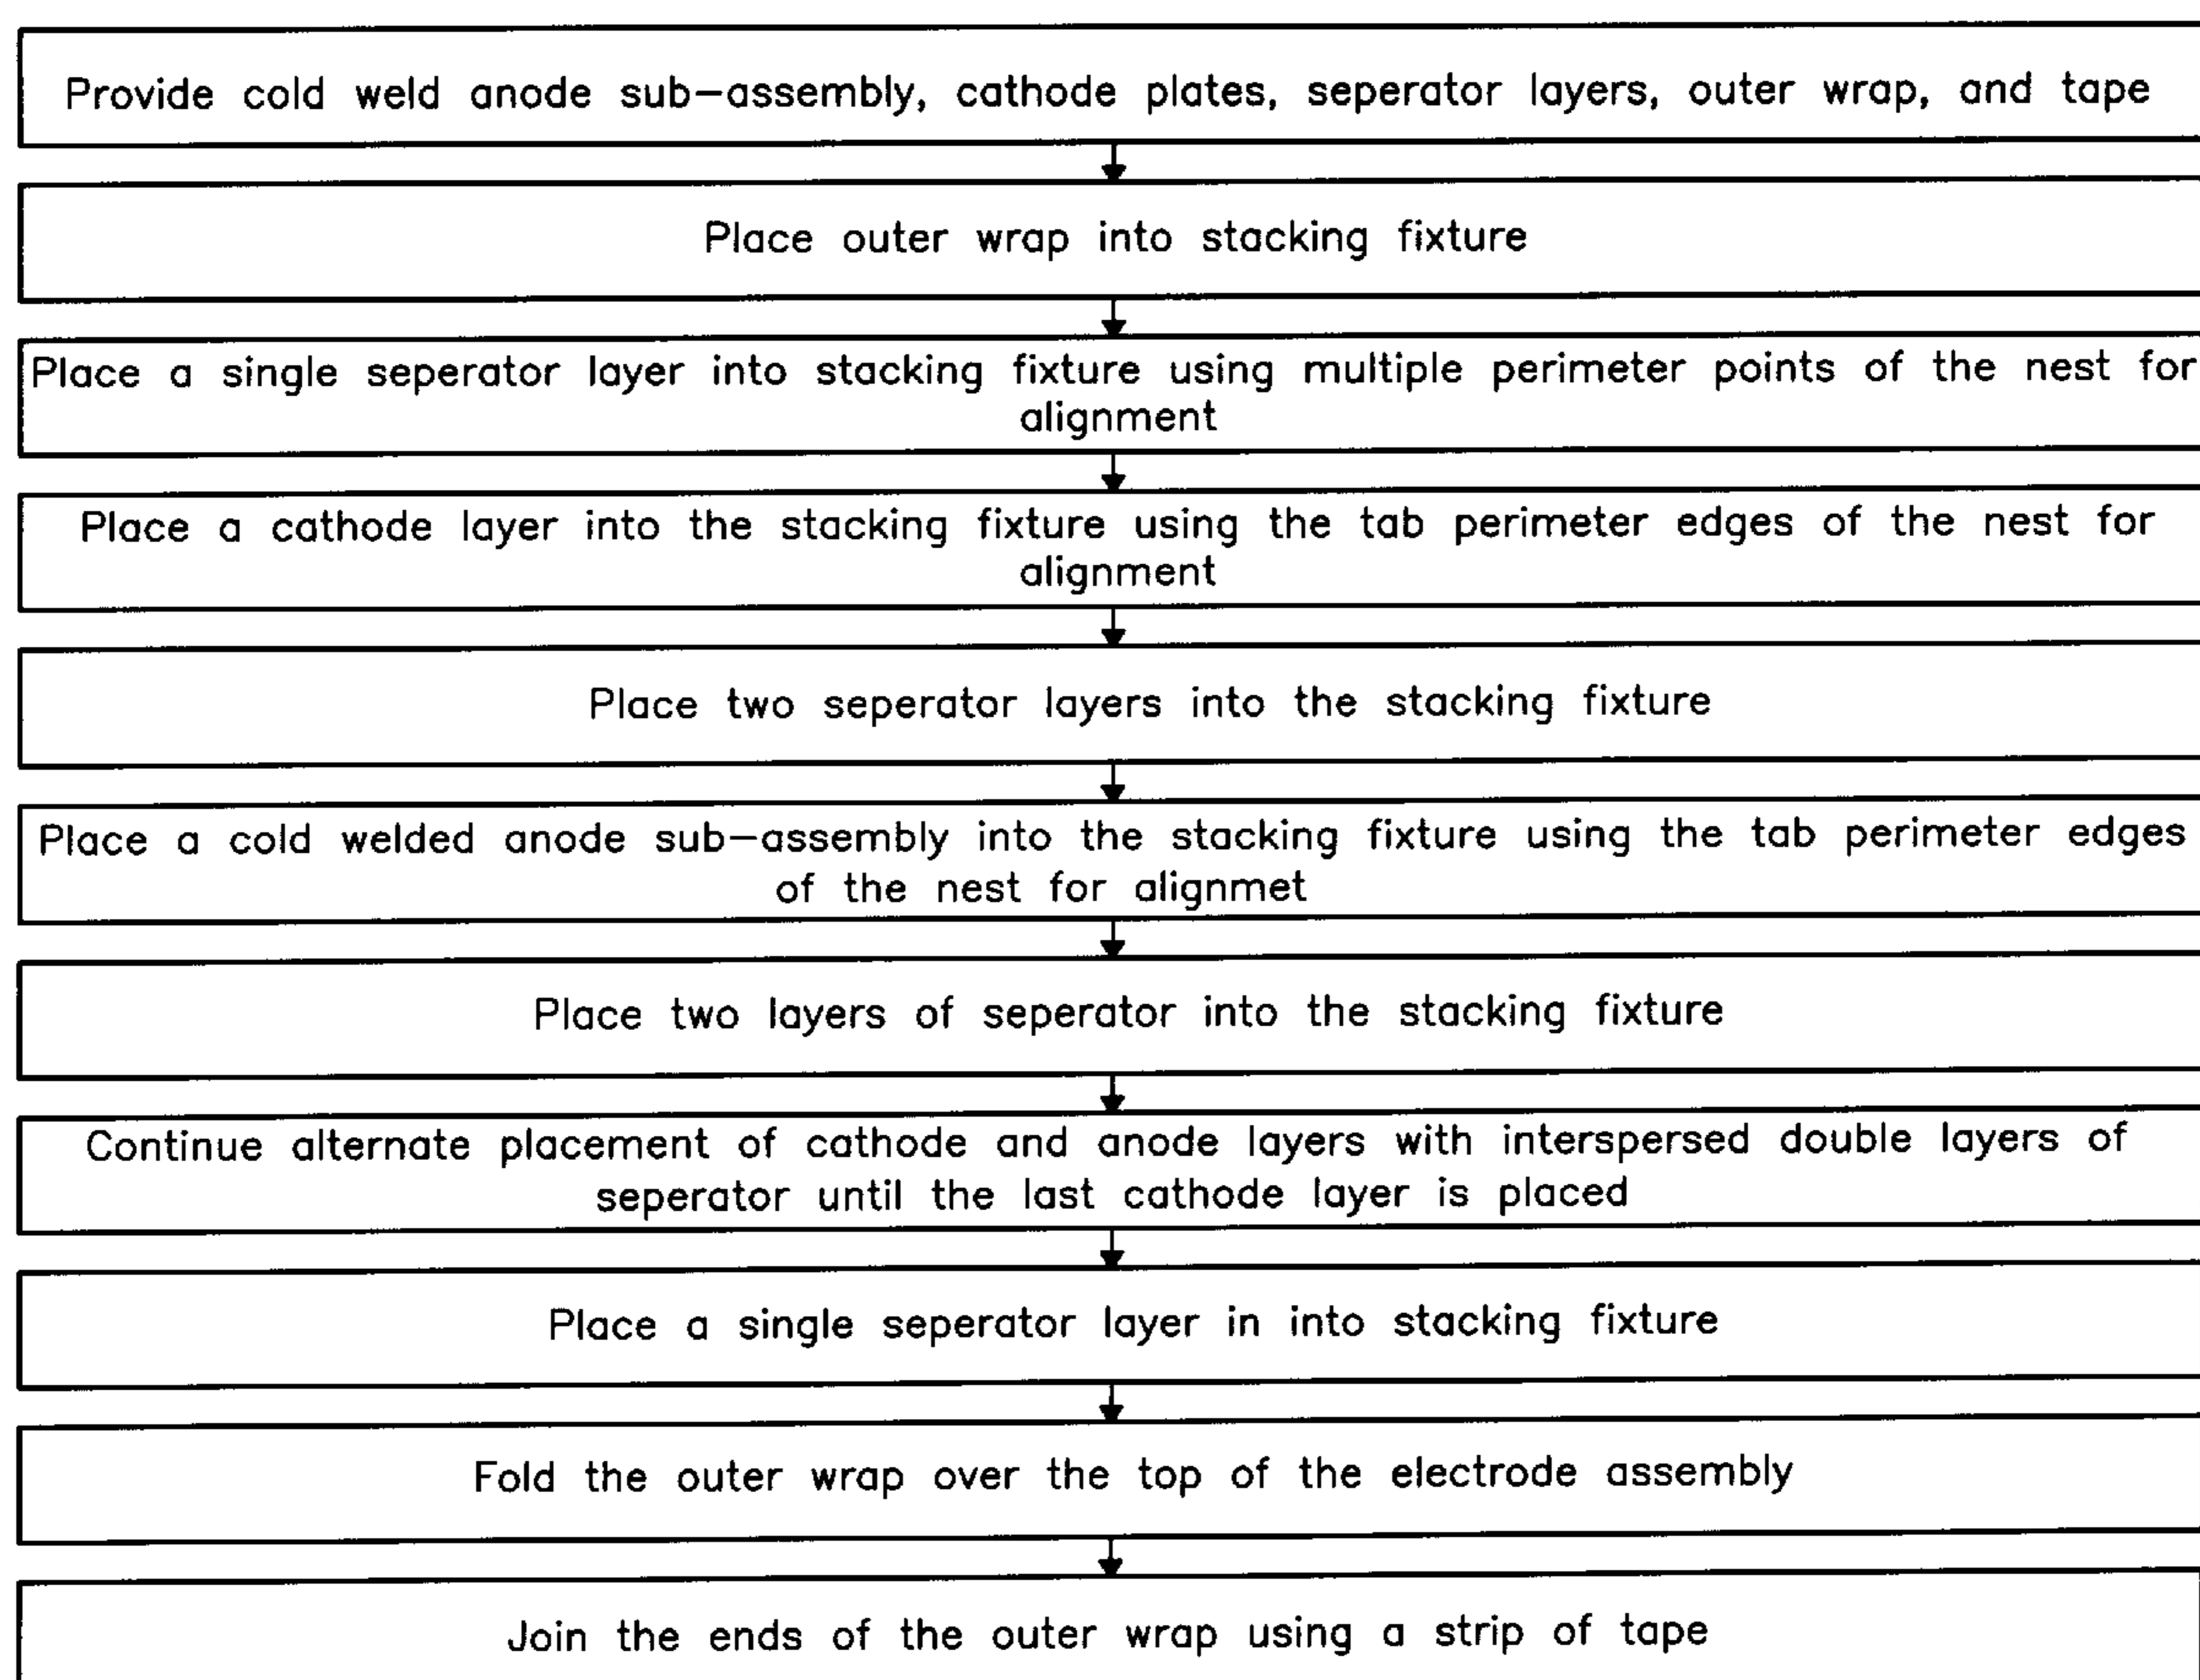 Provide cold weld anode sub-assembly, cathode plates, seperator layers, outer wrap, and tape
Place outer wrap into stacking fixture
Place a single seperator layer into stacking fixture using multiple perimeter points of the nest for
alignment
Place a cathode layer into the stacking fixture using the tab perimeter edges of the nest for
alignment
Place two seperator layers into the stacking fixture
Place a cold welded anode sub-assembly into the stacking fixture using the tab perimeter edges
of the nest for alignmet
Place two layers of seperator into the stacking fixture
Continue alternate placement of cathode and anode layers with interspersed double layers of
seperator until the last cathode layer is placed
Place a single seperator layer in into stacking fixture
Fold the outer wrap over the top of the electrode assembly
Join the ends of the outer wrap using a strip of tape